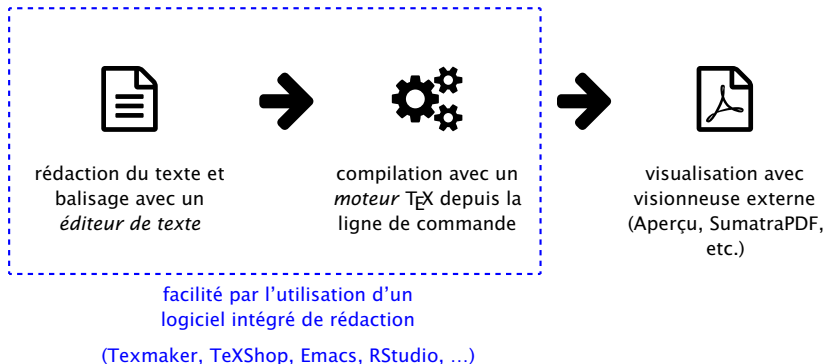 rédaction du texte et
balisage avec un
éditeur de texte
compilation avec un
moteur TEX depuis la
ligne de commande
visualisation avec
visionneuse externe
(Aperçu, SumatraPDF,
etc.)
facilité par l’utilisation d’un
logiciel intégré de rédaction
(Texmaker, TeXShop, Emacs, RStudio, …)